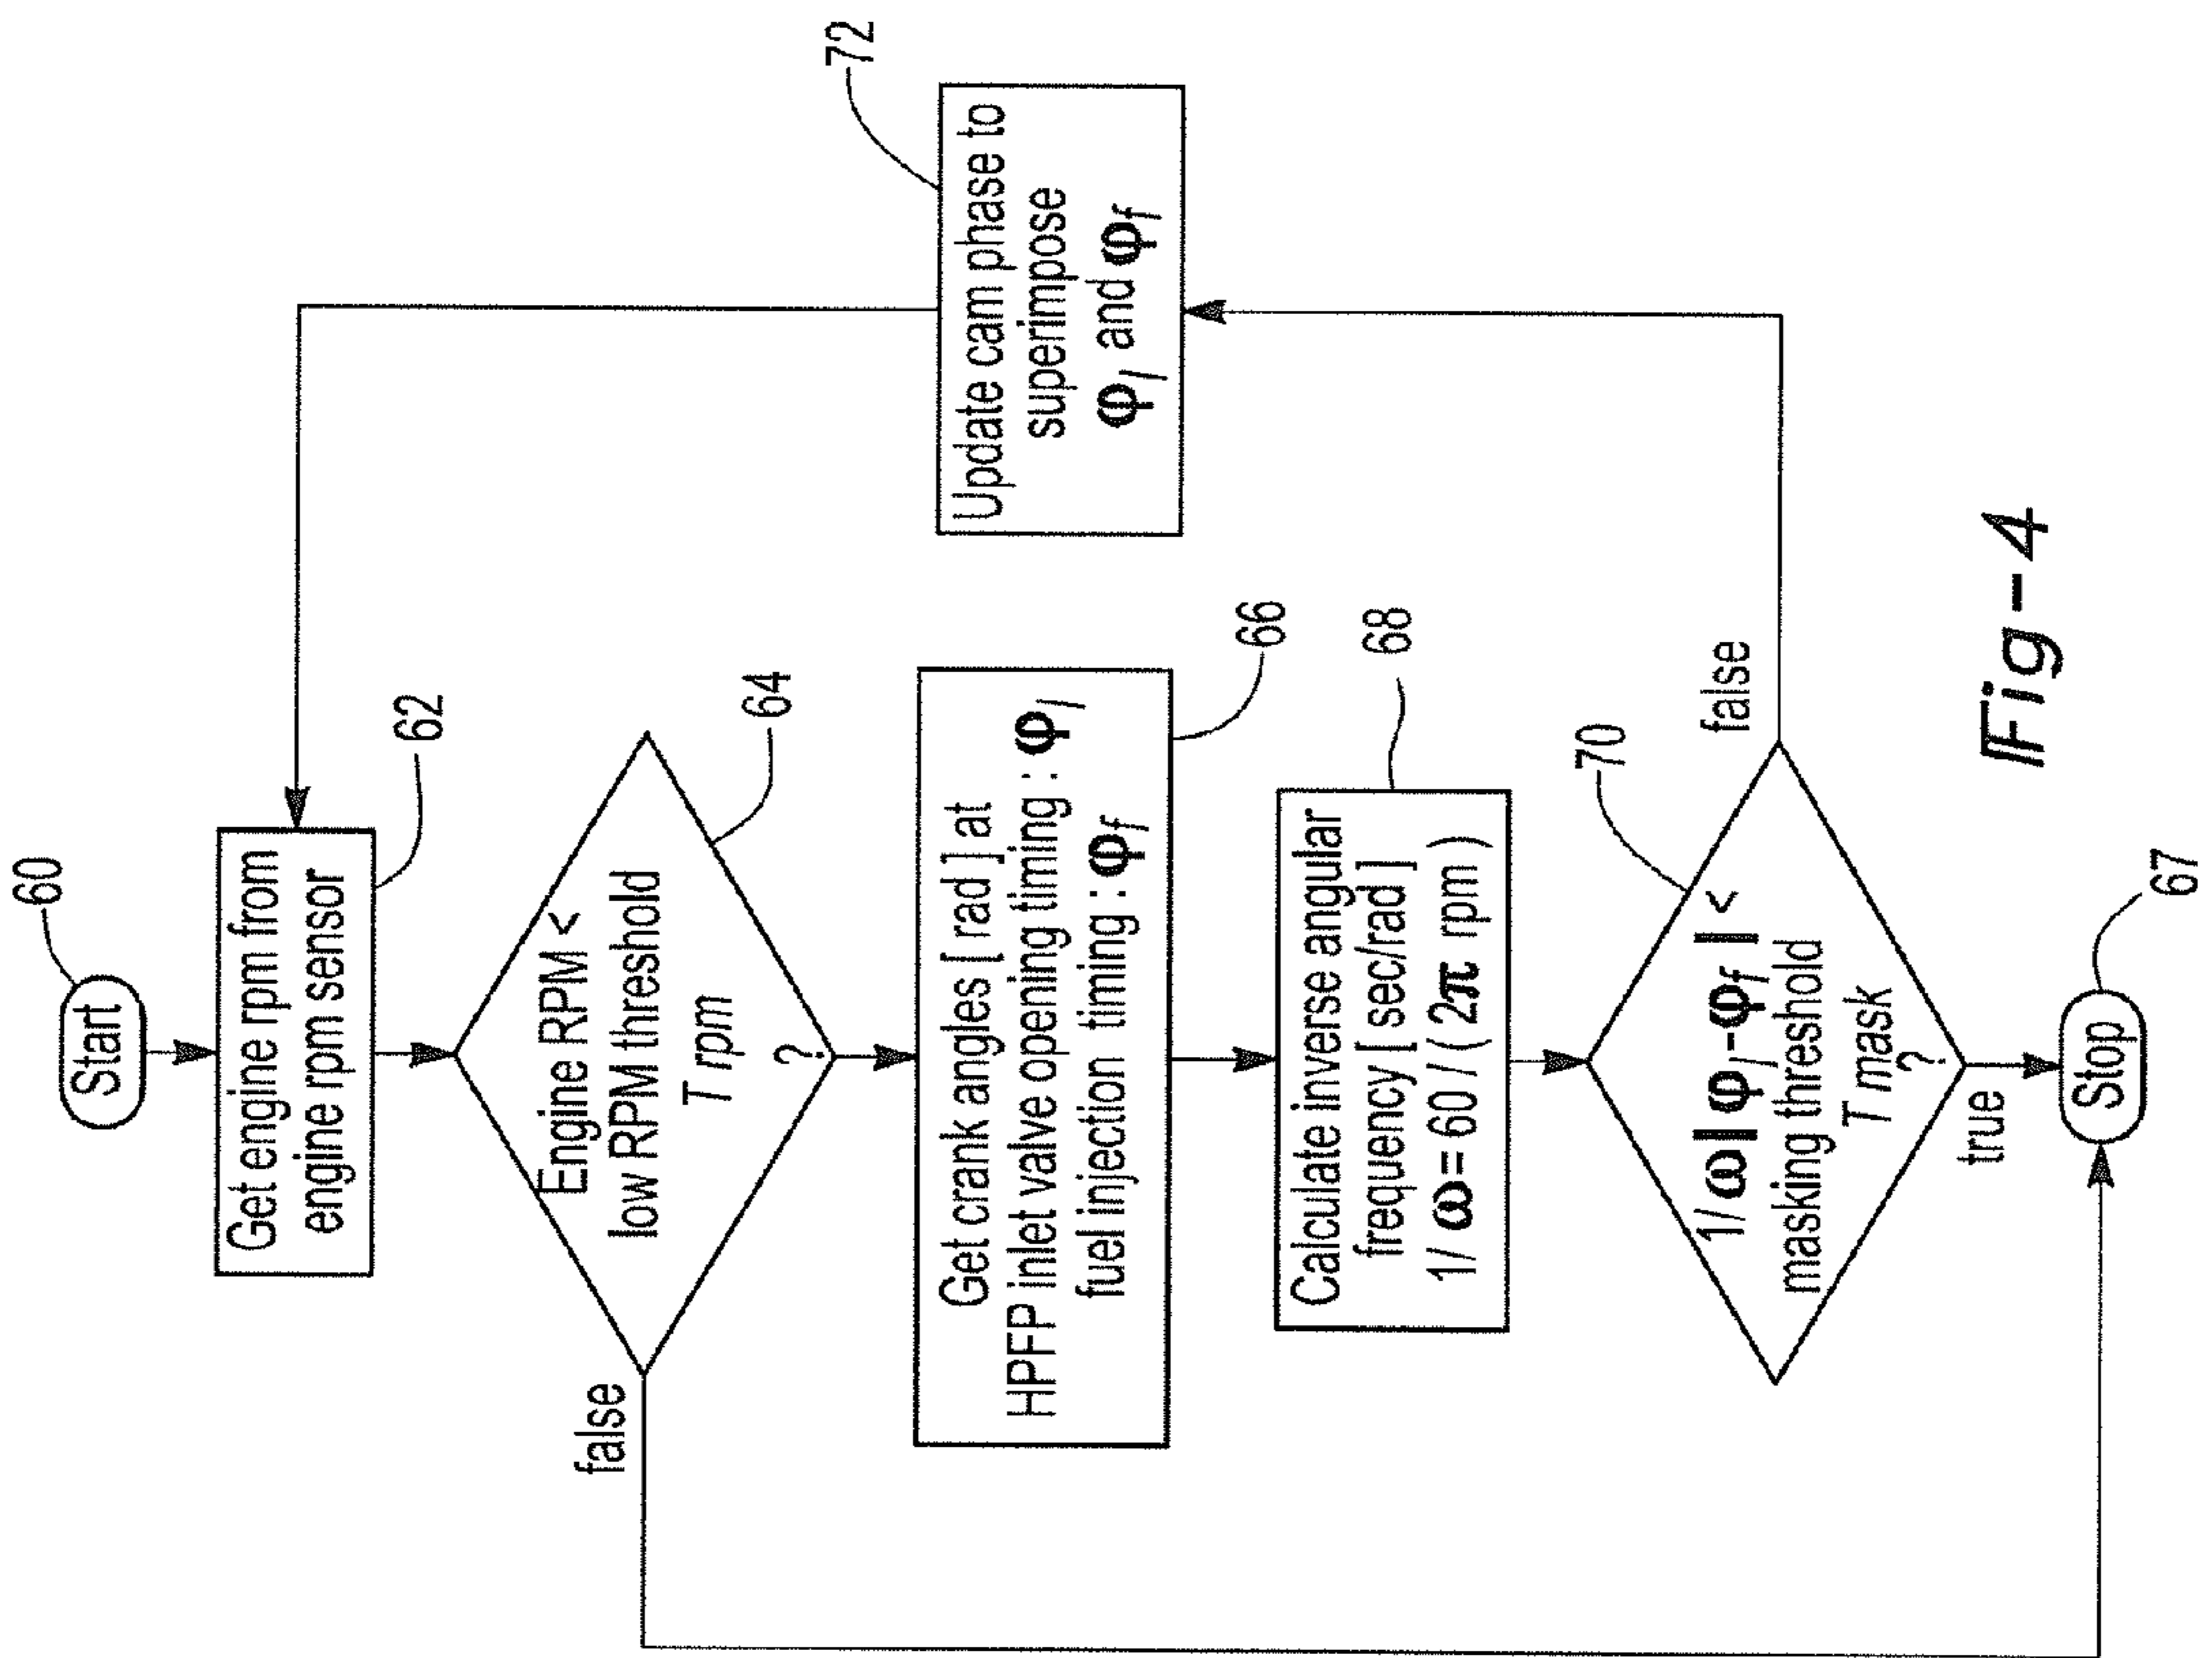 60
Start
Get engine rpm from
engine rpm sensor
62
Engine RPM <
low RPM threshold
T rpm
?
64
false
Get crank angles [ rad ] at
HPFP inlet valve opening timing : φI
fuel injection timing : φf
66
Calculate inverse angular
frequency [ sec/rad ]
1/ ω = 60 / ( 2π rpm )
68
1/ ω | φI - φf | <
masking threshold
T mask
?
70
false
true
Stop
67
Update cam phase to
superimpose
φI and φf
72
Fig-4